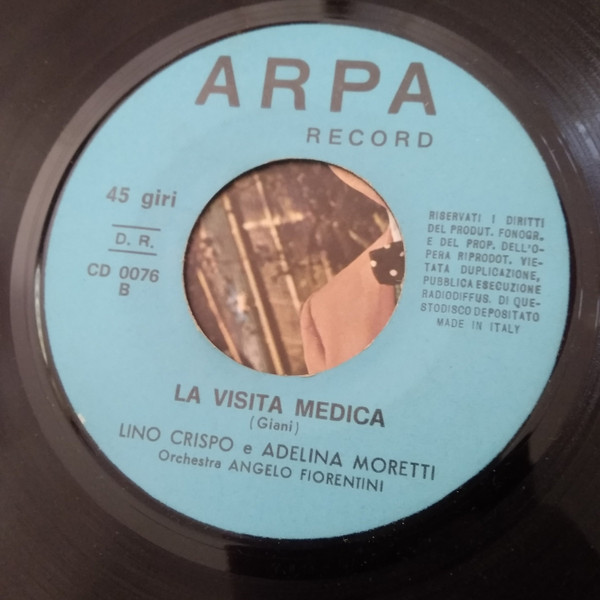 ARPA
RECORD
45 giri
D. R.
CD 0076
B
RISERVATI I DIRITTI
DEL PRODUT. FONOGR.
E DEL PROP. DELL'O-
PERA RIPRODOT. VIE-
TATA DUPLICAZIONE,
PUBBLICA ESECUZIONE
RADIODIFFUS. DI QUE-
STO DISCO DEPOSITATO
MADE IN ITALY
LA VISITA MEDICA
(Giani)
LINO CRISPO e ADELINA MORETTI
Orchestra ANGELO FIORENTINI